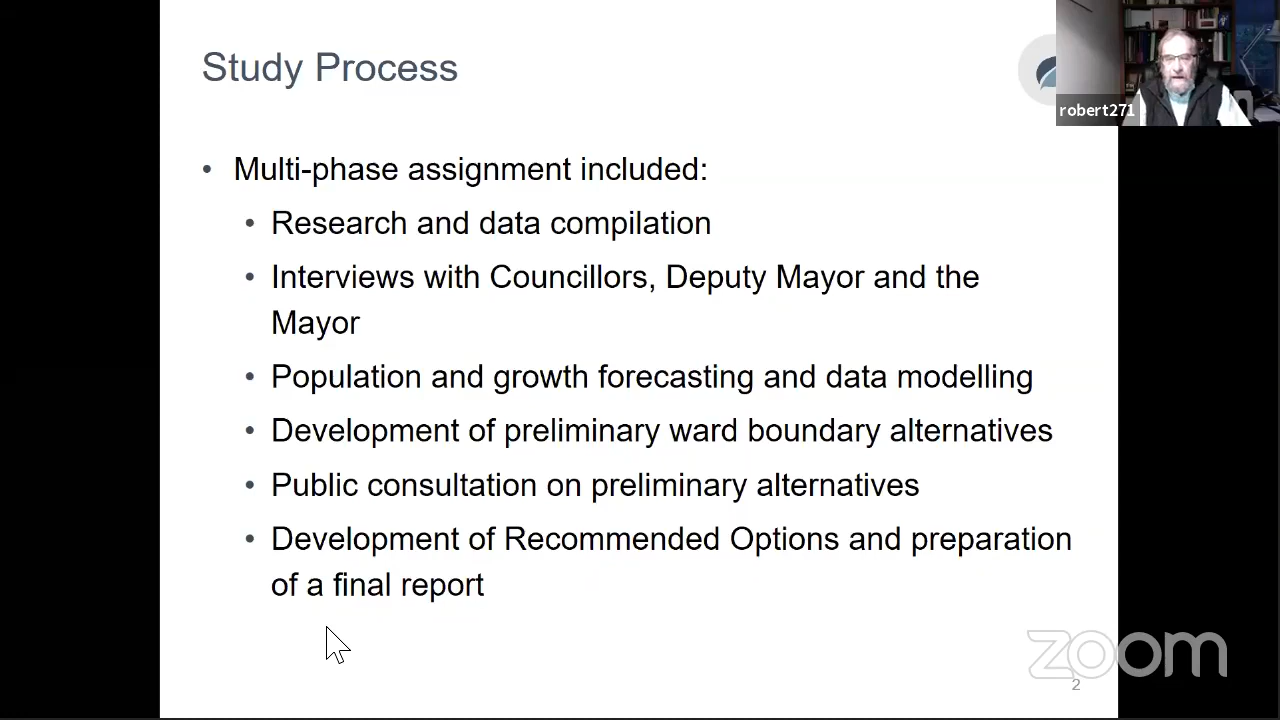 Study Process
robert271
• Multi-phase assignment included:
• Research and data compilation
• Interviews with Councillors, Deputy Mayor and the
Mayor
• Population and growth forecasting and data modelling
• Development of preliminary ward boundary alternatives
• Public consultation on preliminary alternatives
• Development of Recommended Options and preparation
of a final report
zoom
2